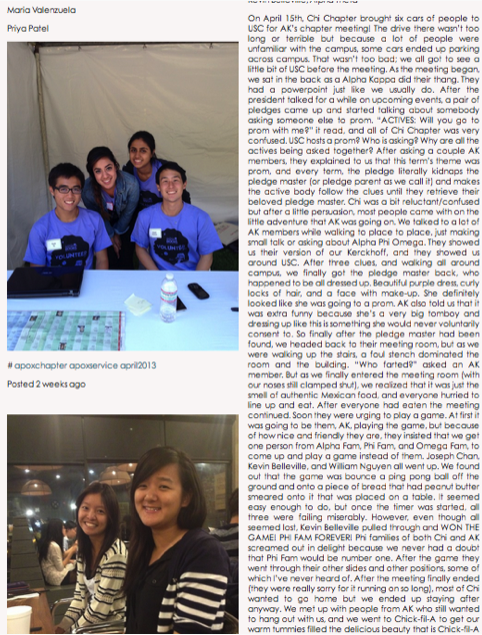 Maria Valenzuela
Priya Patel
VOLUNTEER
# apoxchapter apoxservice april2013
Posted 2 weeks ago
On April 15th, Chi Chapter brought six cars of people to
USC for AK's chapter meeting! The drive there wasn't too
long or terrible but because a lot of people were
unfamiliar with the campus, some cars ended up parking
across campus. That wasn't too bad; we all got to see a
little bit of USC before the meeting. As the meeting began,
we sat in the back as a Alpha Kappa did their thang. They
had a powerpoint just like we usually do. After the
president talked for a while on upcoming events, a pair of
pledges came up and started talking about somebody
asking someone else to prom. "ACTIVES: Will you go to
prom with me?" it read, and all of Chi Chapter was very
confused. USC hosts a prom? Who is asking? Why are all the
actives being asked together? After asking a couple AK
members, they explained to us that this term's theme was
prom, and every term, the pledge literally kidnaps the
pledge master (or pledge parent as we call it) and makes
the active body follow the clues until they retrieve their
beloved pledge master. Chi was a bit reluctant/confused
but after a little persuasion, most people came with on the
little adventure that AK was going on. We talked to a lot of
AK members while walking to place to place, just making
small talk or asking about Alpha Phi Omega. They showed
us their version of our Kerckhoff, and they showed us
around USC. After three clues, and walking all around
campus, we finally got the pledge master back, who
happened to be all dressed up. Beautiful purple dress, curly
locks of hair, and a face with make-up. She definitely
looked like she was going to a prom. AK also told us that it
was extra funny because she's a very big tomboy and
dressing up like this is something she would never voluntarily
consent to. So finally after the pledge master had been
found, we headed back to their meeting room, but as we
were walking up the stairs, a foul stench dominated the
room and the building. "Who farted?" asked an AK
member. But as we finally entered the meeting room (with
our noses still clamped shut), we realized that it was just the
smell of authentic Mexican food, and everyone hurried to
line up and eat. After everyone had eaten the meeting
continued. Soon they were urging to play a game. At first it
was going to be them, AK, playing the game, but because
of how nice and friendly they are, they insisted that we get
one person from Alpha Fam, Phi Fam, and Omega Fam, to
come up to play a game instead of them. Joseph Chan,
Kevin Belleville, and William Nguyen all went up. We found
out that the game was bounce a ping pong ball off the
ground and onto a piece of bread that had peanut butter
smeared onto it that was placed on a table. It seemed
easy enough to do, but once the timer was started, all
three were failing miserably. However, even though all
seemed lost, Kevin Belleville pulled through and WON THE
GAME! PHI FAM FOREVER! Phi families of both Chi and AK
screamed out in delight because we never had a doubt
that Phi Fam would be number one. After the game they
went through their other slides and other positions, some of
which I've never heard of. After the meeting finally ended
(they were really sorry for it running on so long), most of Chi
wanted to go home but we ended up staying after
anyway. We met up with people from AK who still wanted
to hang out with us, and we went to Chick-fil-A to get our
warm tummies filled the delicious beauty that is Chick-fil-A